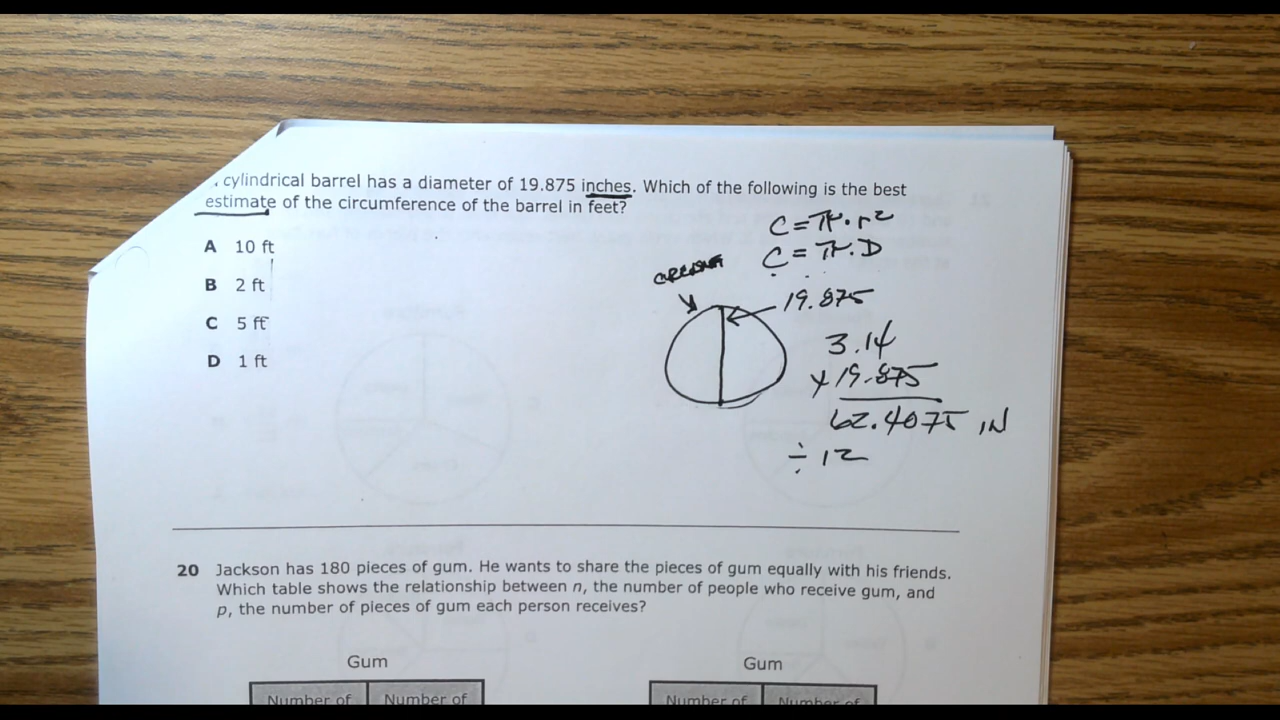 cylindrical barrel has a diameter of 19.875 inches. Which of the following is the best
estimate of the circumference of the barrel in feet?
A 10 ft
B 2 ft
C 5 ft
D 1 ft
C = π · r²
C = π · D
19.875
3.14
x 19.875
62.4075 IN
÷ 12
20 Jackson has 180 pieces of gum. He wants to share the pieces of gum equally with his friends.
Which table shows the relationship between n, the number of people who receive gum, and
p, the number of pieces of gum each person receives?
Gum
Gum
Number of Number of
Number of Number of